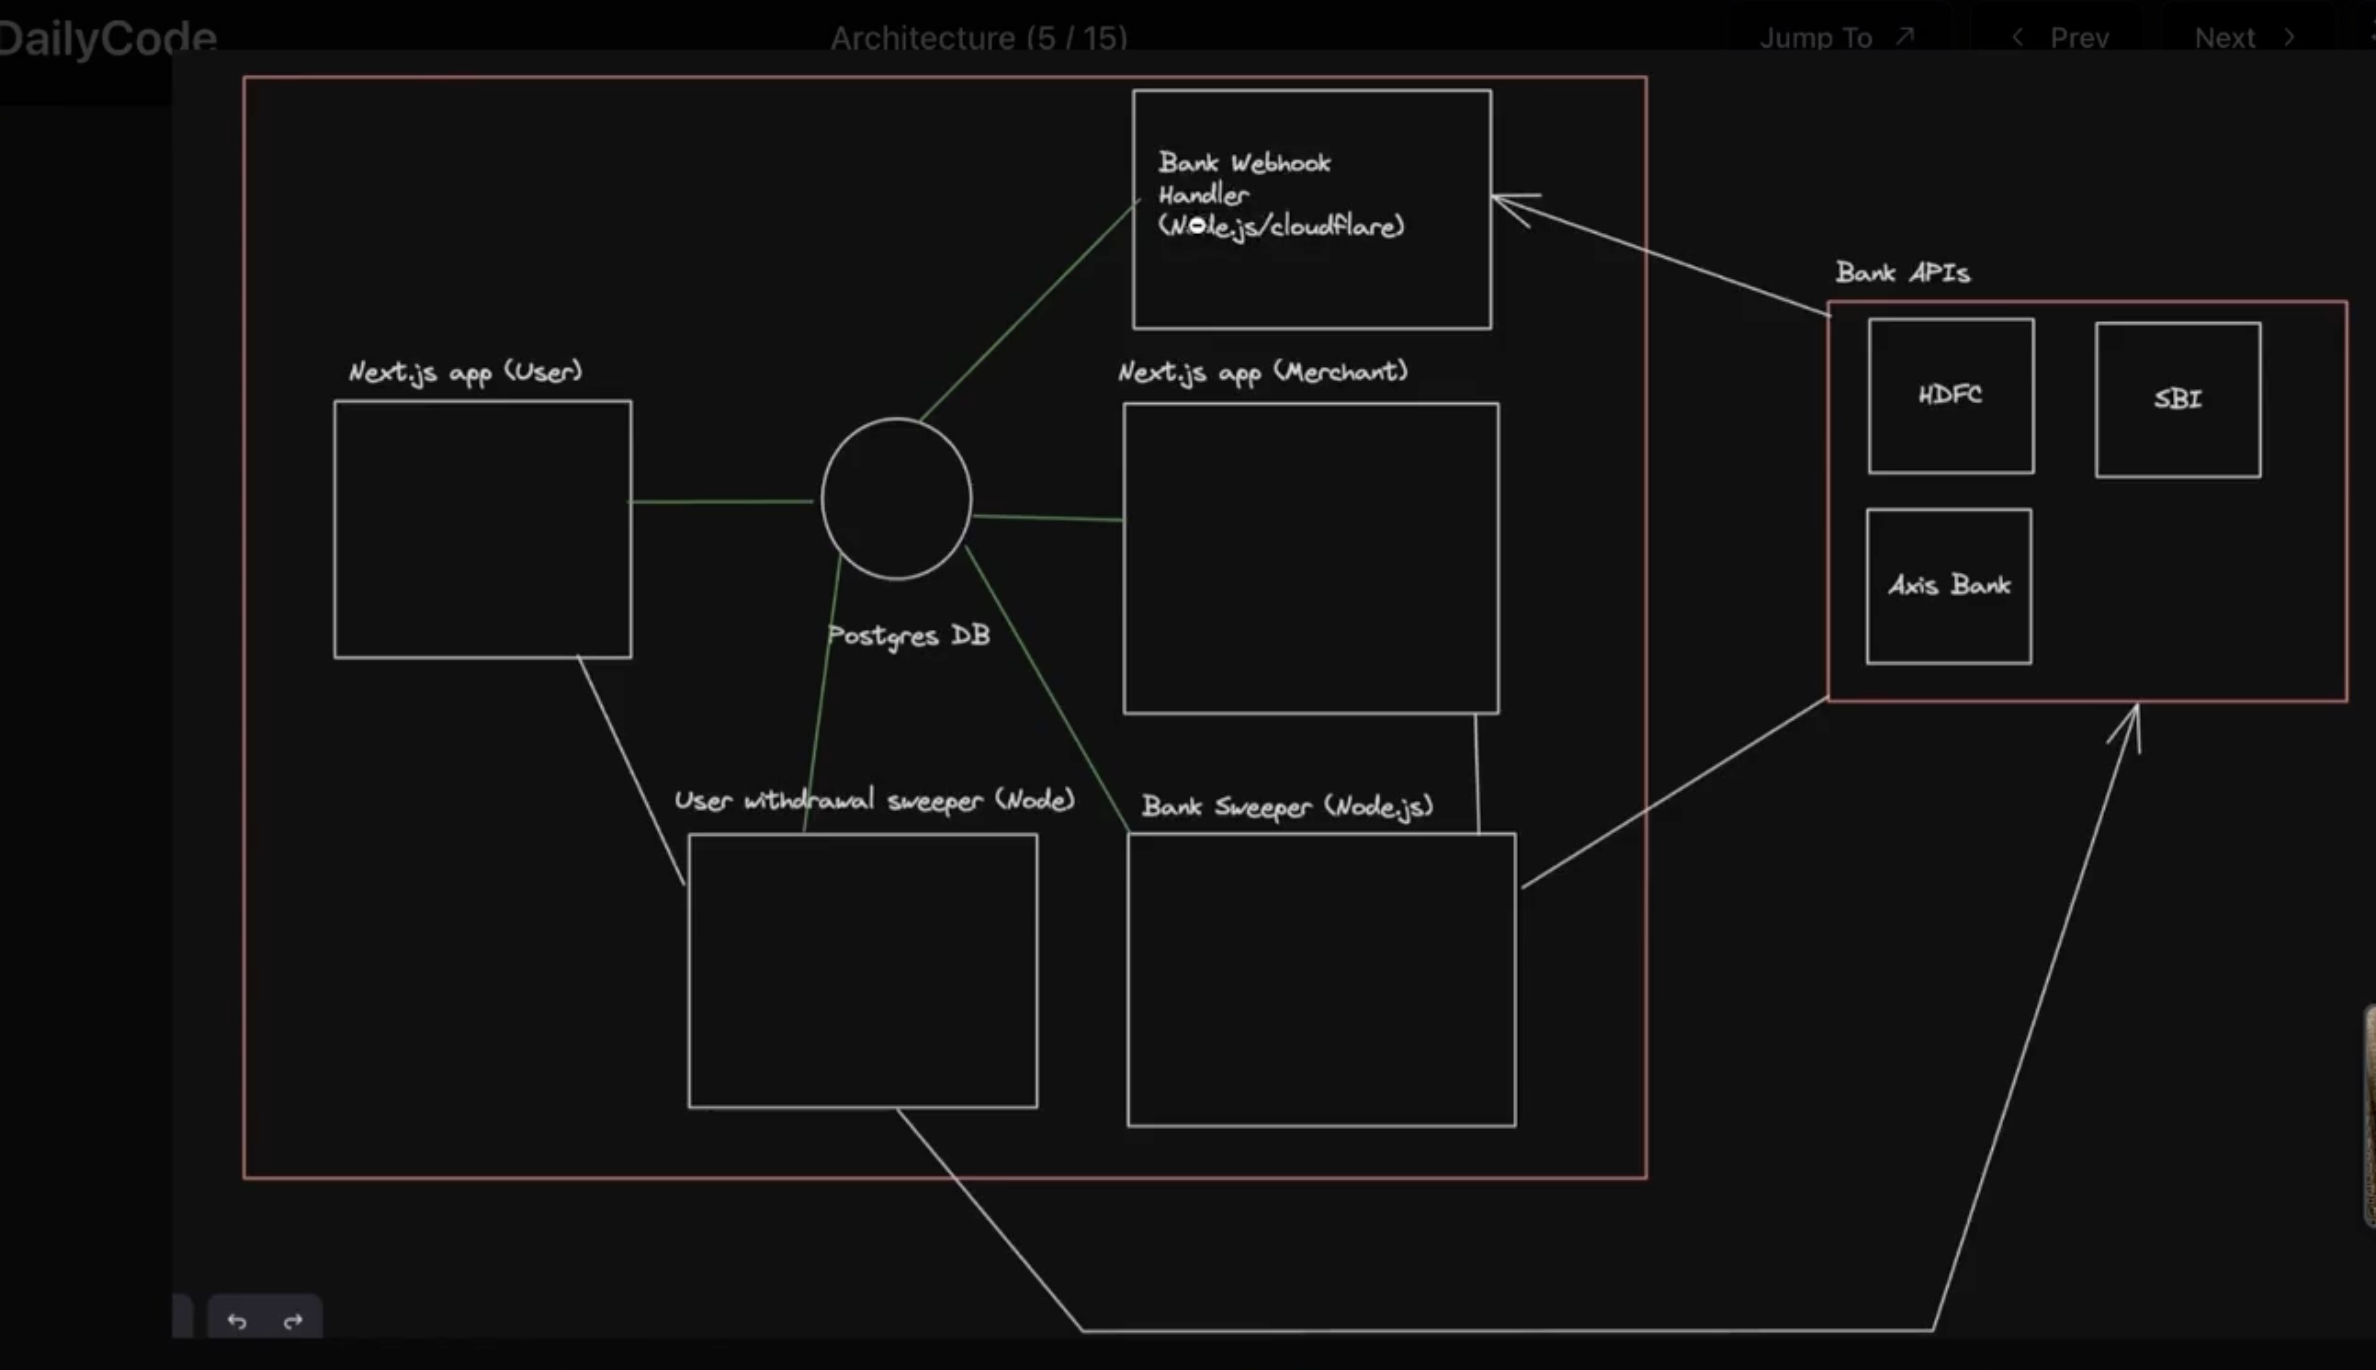 DailyCode
Architecture (5 / 15)
Jump To
Prev
Next
Bank Webhook
Handler
(Node.js/cloudflare)
Bank APIs
HDFC
SBI
Axis Bank
Next.js app (User)
Next.js app (Merchant)
Postgres DB
User withdrawal sweeper (Node)
Bank Sweeper (Node.js)